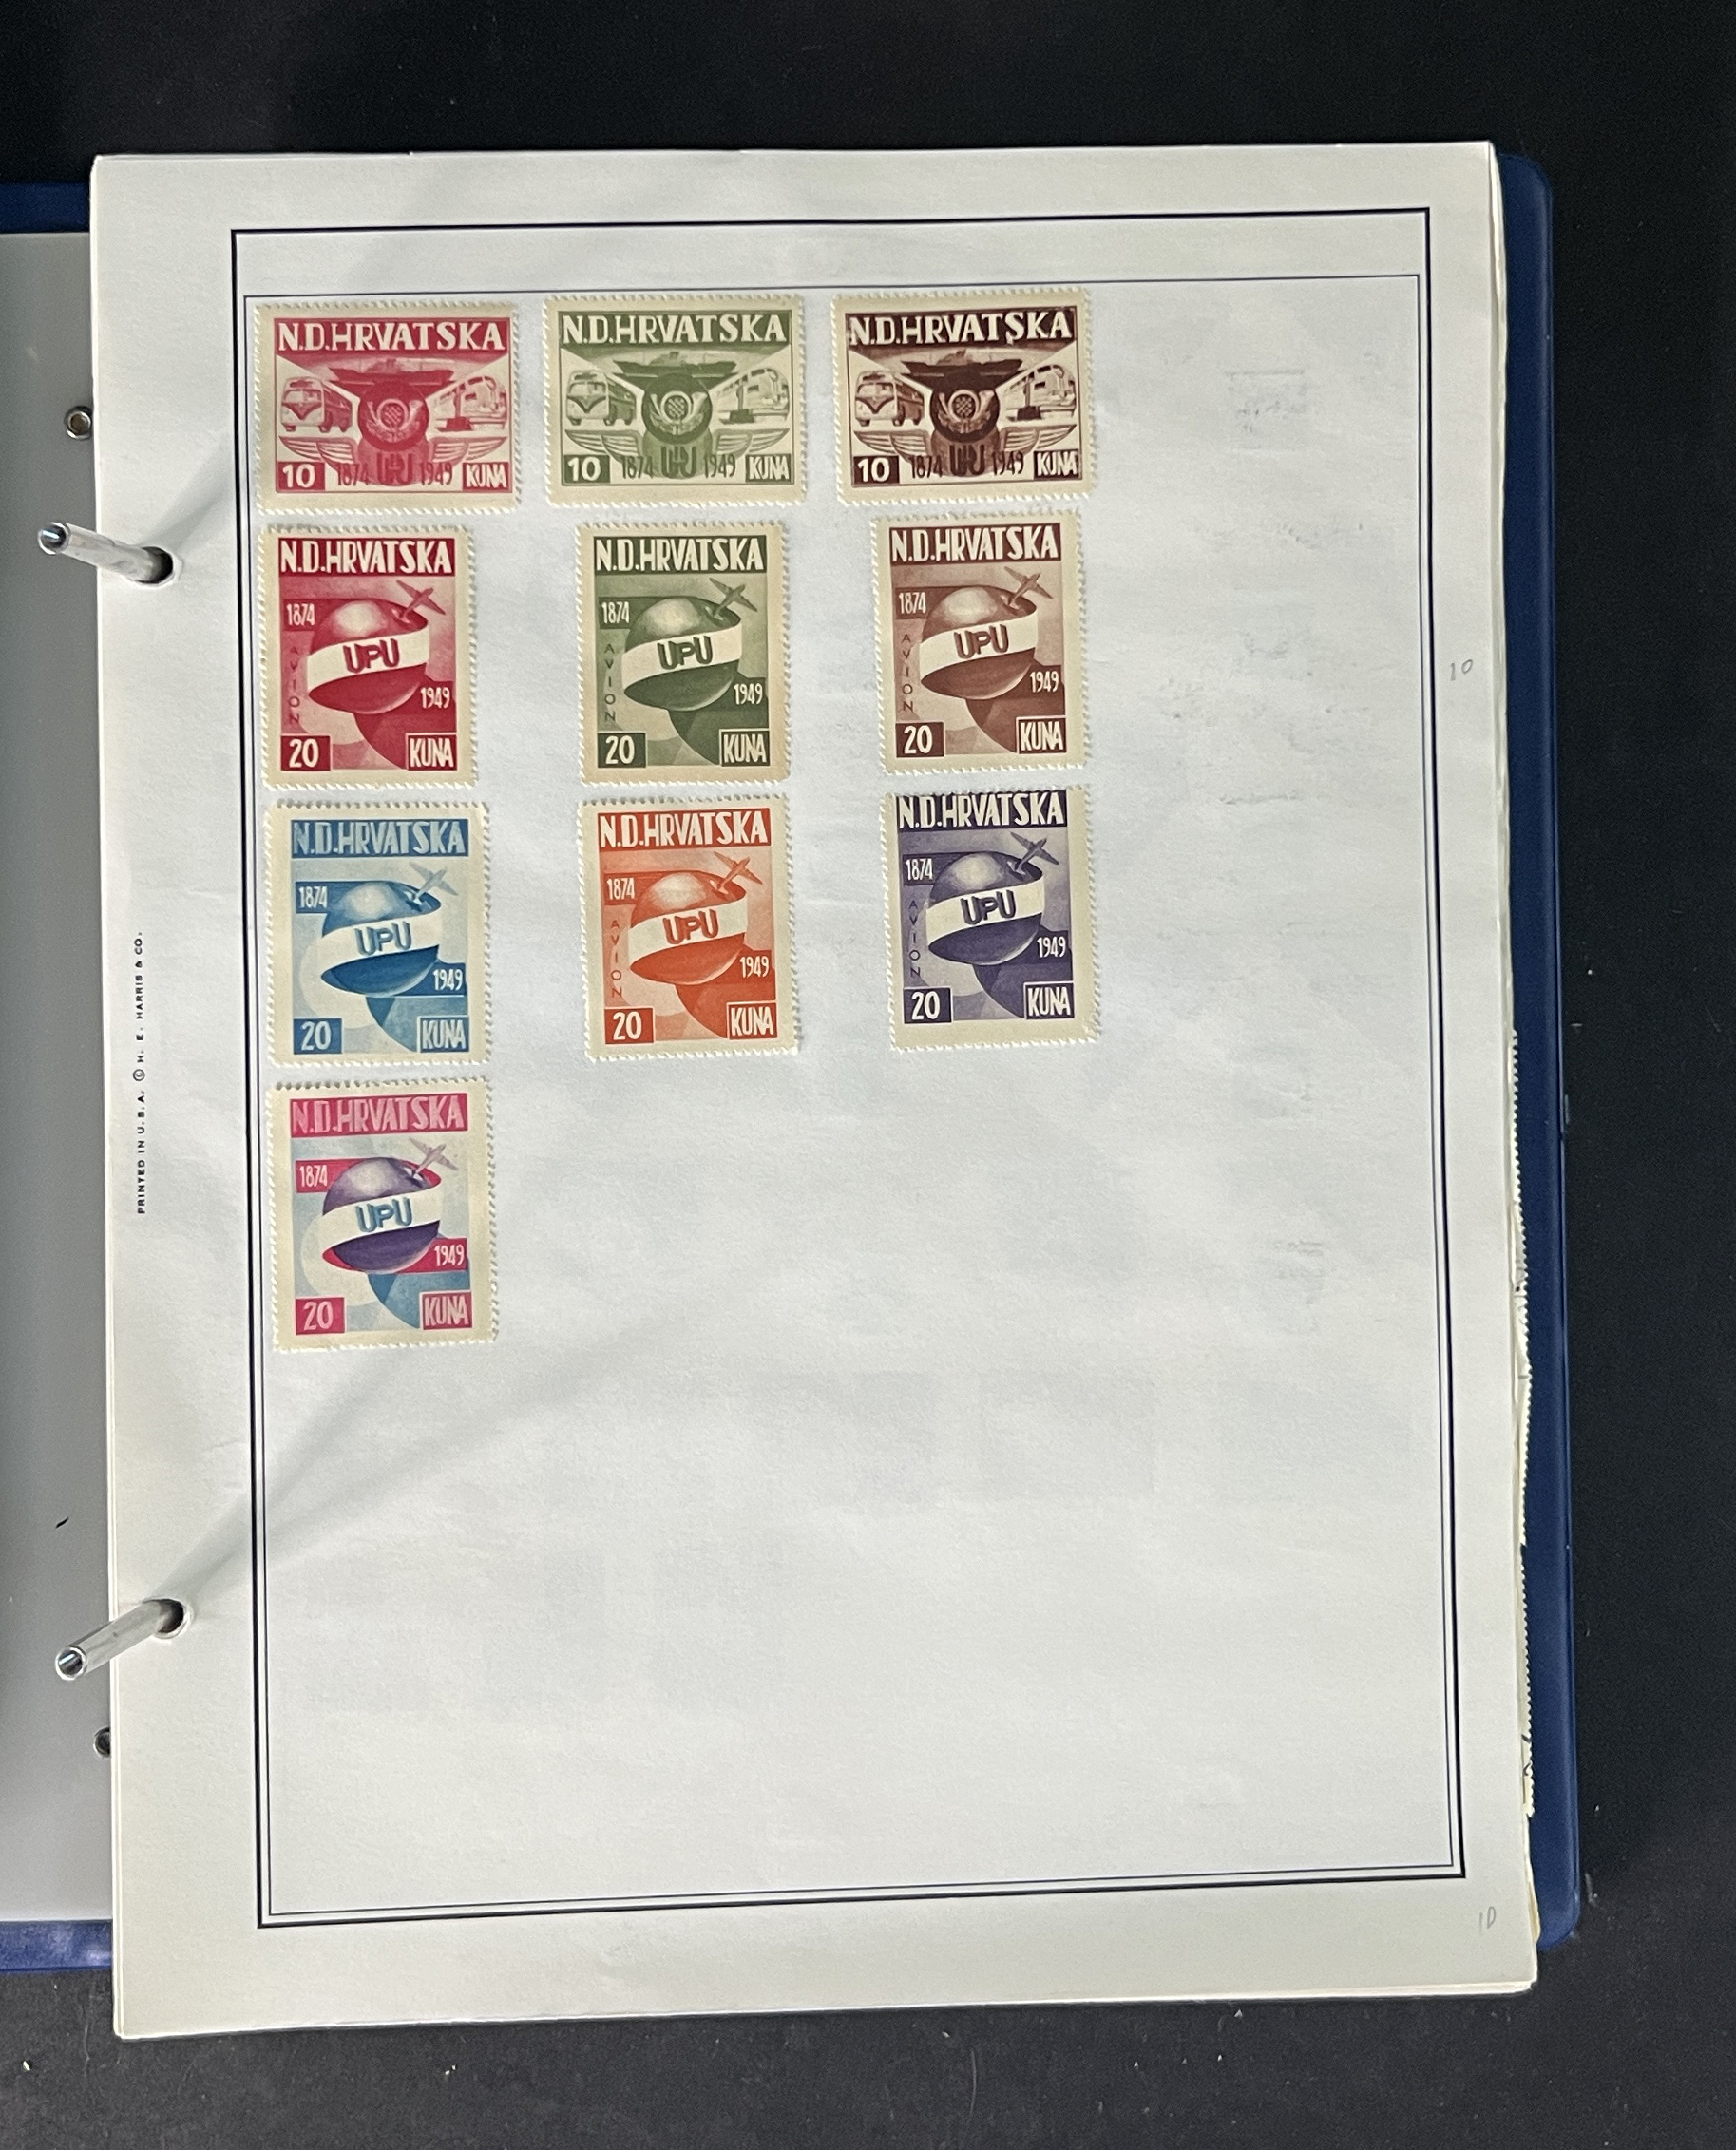 N.D.HRVATSKA
10 1874 UPU 1949 KUNA
N.D.HRVATSKA
10 1874 UPU 1949 KUNA
N.D.HRVATSKA
10 1874 UPU 1949 KUNA
N.D.HRVATSKA
1874
UPU
AVION
1949
20 KUNA
N.D.HRVATSKA
1874
UPU
AVION
1949
20 KUNA
N.D.HRVATSKA
1874
UPU
AVION
1949
20 KUNA
N.D.HRVATSKA
1874
UPU
1949
20 KUNA
N.D.HRVATSKA
1874
UPU
AVION
1949
20 KUNA
N.D.HRVATSKA
1874
UPU
AVION
1949
20 KUNA
N.D.HRVATSKA
1874
UPU
1949
20 KUNA
PRINTED IN U.S.A. © H. E. HARRIS & CO.
10
10